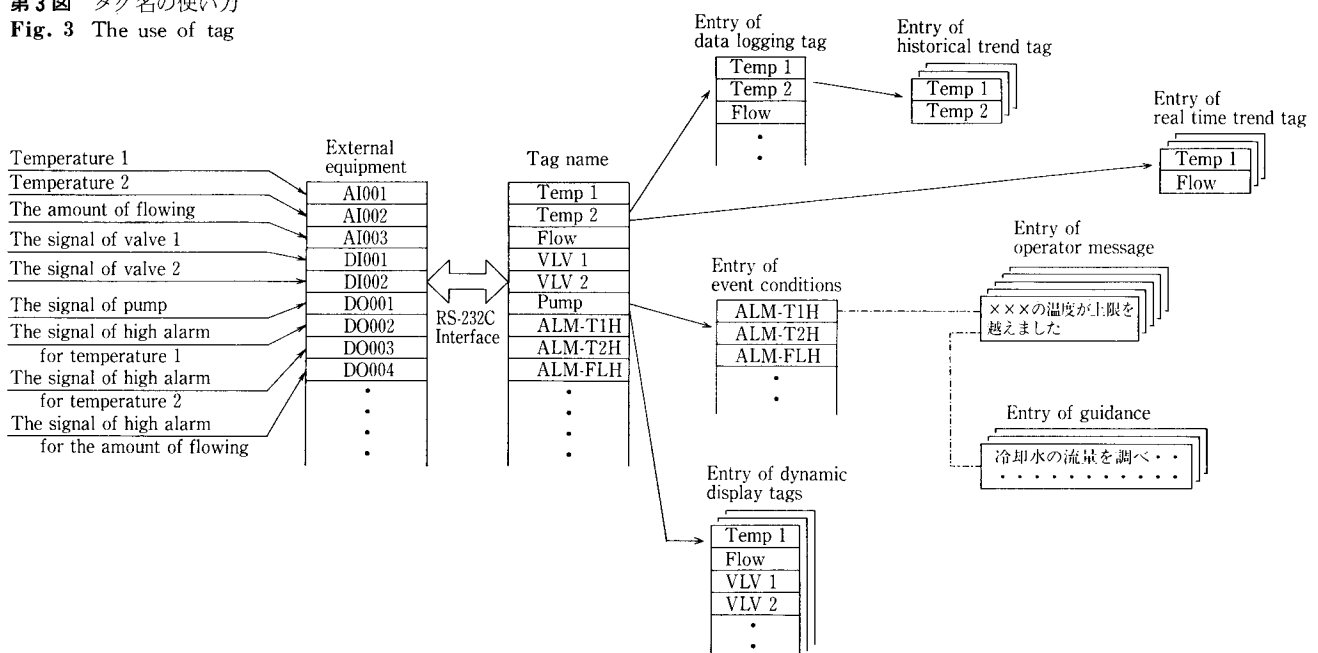 第3図 タグ名の使い方
Fig. 3 The use of tag
Temperature 1
Temperature 2
The amount of flowing
The signal of valve 1
The signal of valve 2
The signal of pump
The signal of high alarm
for temperature 1
The signal of high alarm
for temperature 2
The signal of high alarm
for the amount of flowing
External
equipment
AI001
AI002
AI003
DI001
DI002
DO001
DO002
DO003
DO004
RS-232C
Interface
Tag name
Temp 1
Temp 2
Flow
VLV 1
VLV 2
Pump
ALM-T1H
ALM-T2H
ALM-FLH
Entry of
data logging tag
Temp 1
Temp 2
Flow
Entry of
historical trend tag
Temp 1
Temp 2
Entry of
real time trend tag
Temp 1
Flow
Entry of
event conditions
ALM-T1H
ALM-T2H
ALM-FLH
Entry of
operator message
×××の温度が上限を
越えました
Entry of guidance
冷却水の流量を調べ・・
・・・・・・・・・・・
Entry of dynamic
display tags
Temp 1
Flow
VLV 1
VLV 2